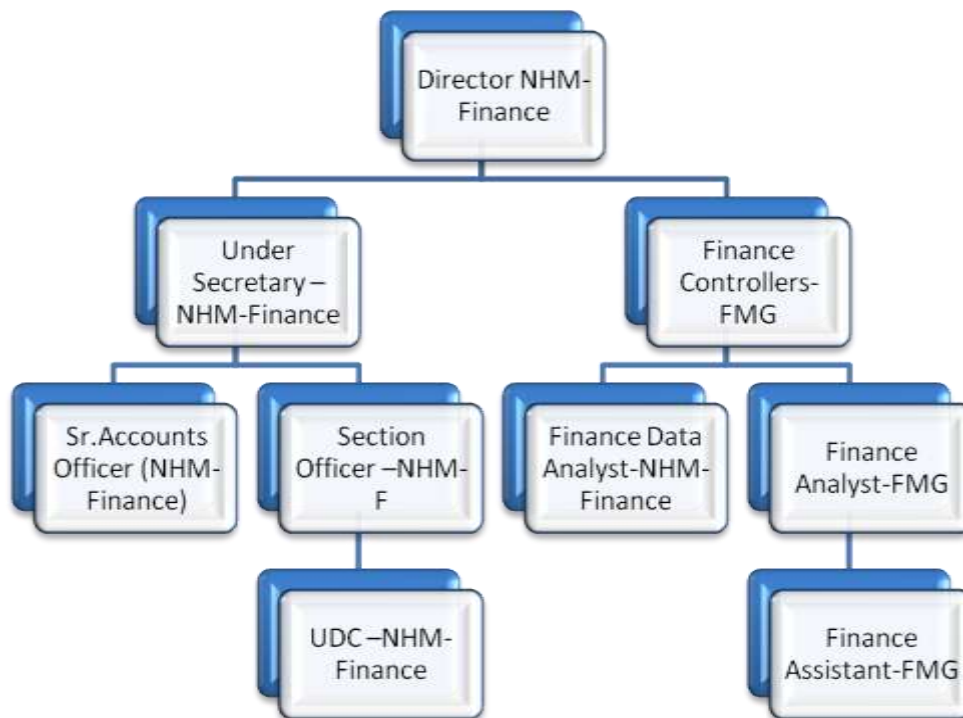 Director NHM-
Finance
Under
Secretary –
NHM-Finance
Finance
Controllers-
FMG
Sr.Accounts
Officer (NHM-
Finance)
Section
Officer –NHM-
F
Finance Data
Analyst-NHM-
Finance
Finance
Analyst-FMG
UDC –NHM-
Finance
Finance
Assistant-FMG